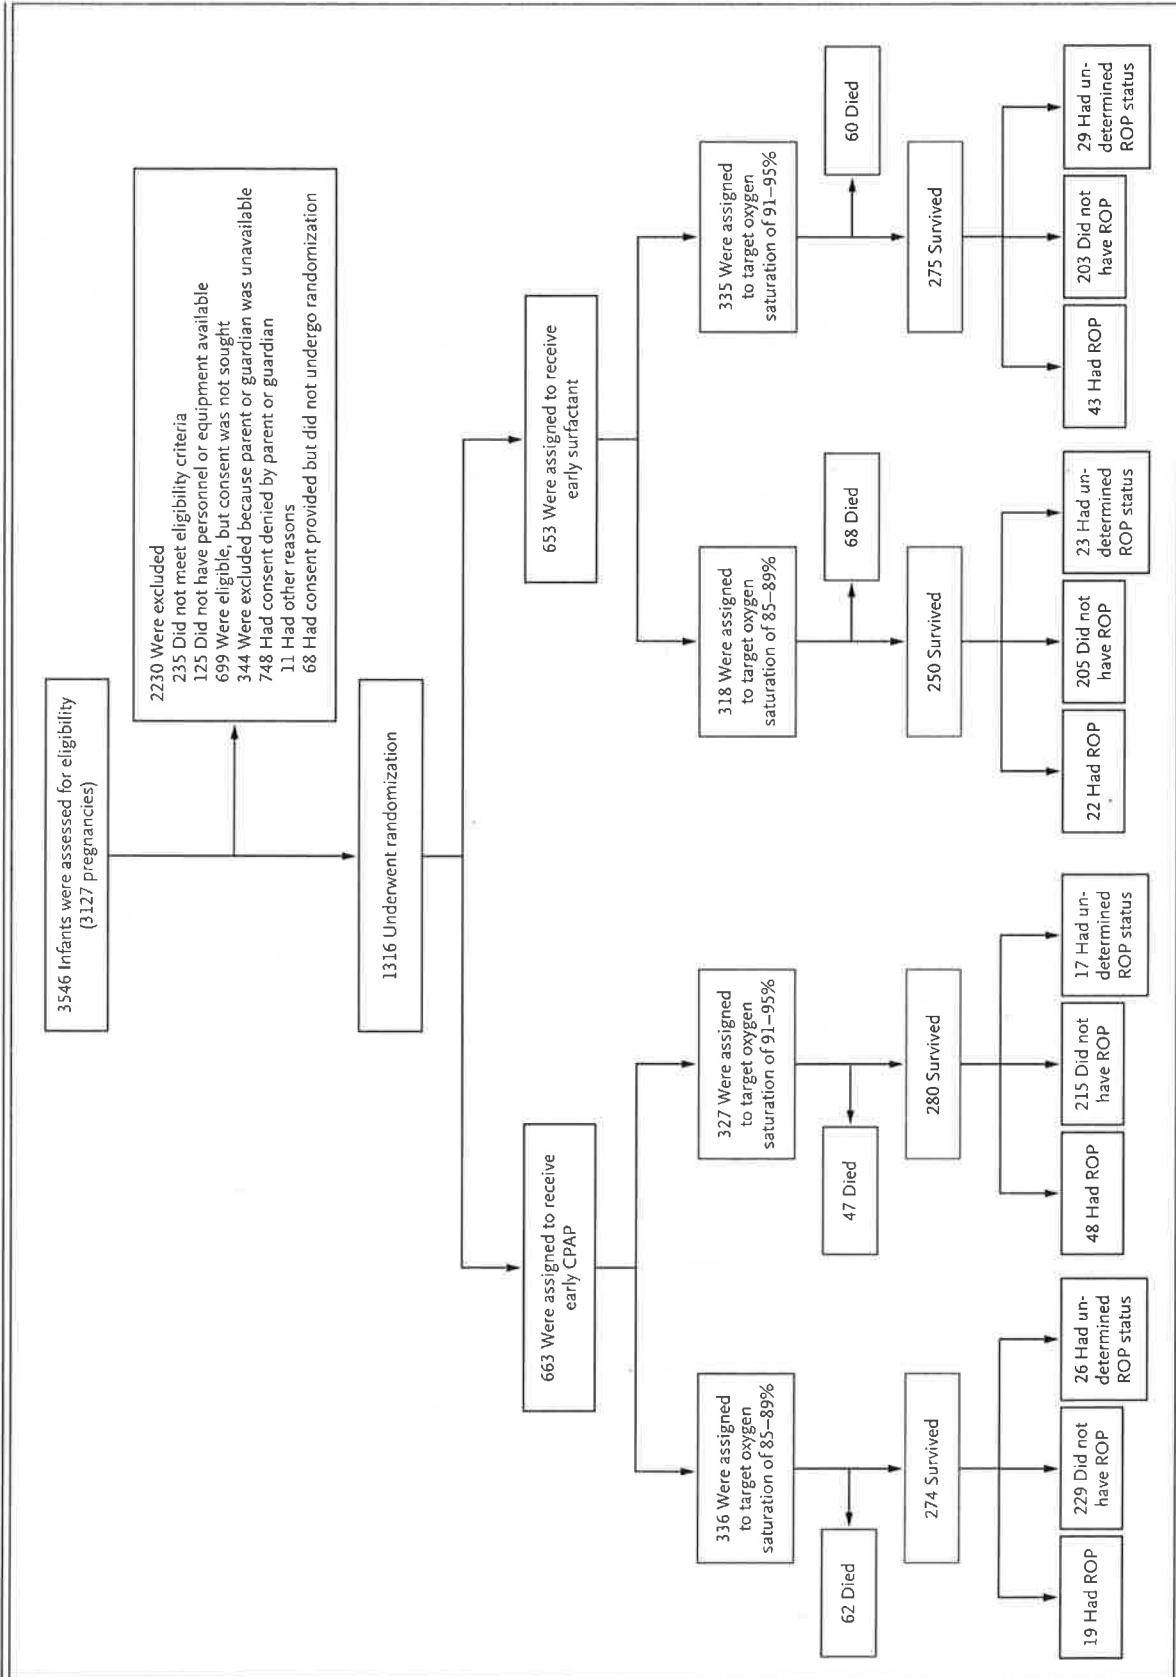 3546 Infants were assessed for eligibility
(3127 pregnancies)
2230 Were excluded
235 Did not meet eligibility criteria
125 Did not have personnel or equipment available
699 Were eligible, but consent was not sought
344 Were excluded because parent or guardian was unavailable
748 Had consent denied by parent or guardian
11 Had other reasons
68 Had consent provided but did not undergo randomization
1316 Underwent randomization
663 Were assigned to receive
early CPAP
653 Were assigned to receive
early surfactant
336 Were assigned
to target oxygen
saturation of 85–89%
327 Were assigned
to target oxygen
saturation of 91–95%
318 Were assigned
to target oxygen
saturation of 85–89%
335 Were assigned
to target oxygen
saturation of 91–95%
62 Died
47 Died
68 Died
60 Died
274 Survived
280 Survived
250 Survived
275 Survived
19 Had ROP
229 Did not
have ROP
26 Had un-
determined
ROP status
48 Had ROP
215 Did not
have ROP
17 Had un-
determined
ROP status
22 Had ROP
205 Did not
have ROP
23 Had un-
determined
ROP status
43 Had ROP
203 Did not
have ROP
29 Had un-
determined
ROP status